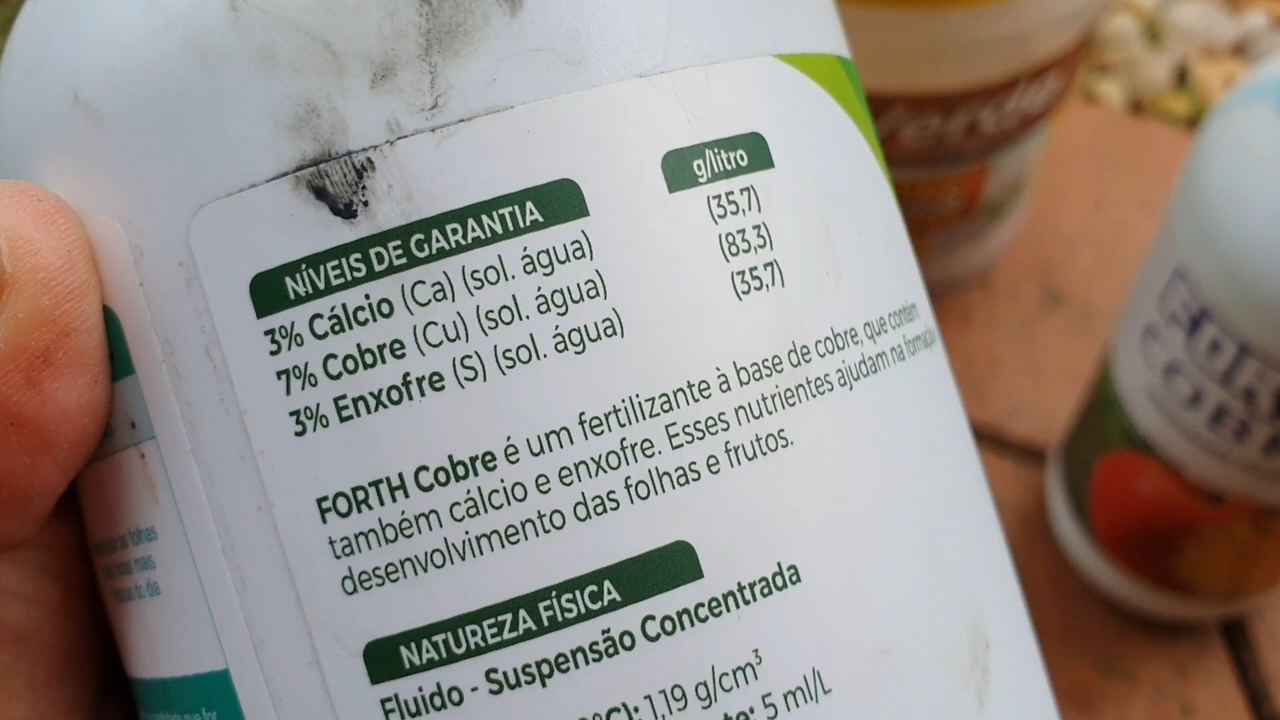 NÍVEIS DE GARANTIA
g/litro
3% Cálcio (Ca) (sol. água)
(35,7)
7% Cobre (Cu) (sol. água)
(83,3)
3% Enxofre (S) (sol. água)
(35,7)
FORTH Cobre é um fertilizante à base de cobre, que contém
também cálcio e enxofre. Esses nutrientes ajudam na formação
desenvolvimento das folhas e frutos.
NATUREZA FÍSICA
Fluido - Suspensão Concentrada
1,19 g/cm³
5 ml/L